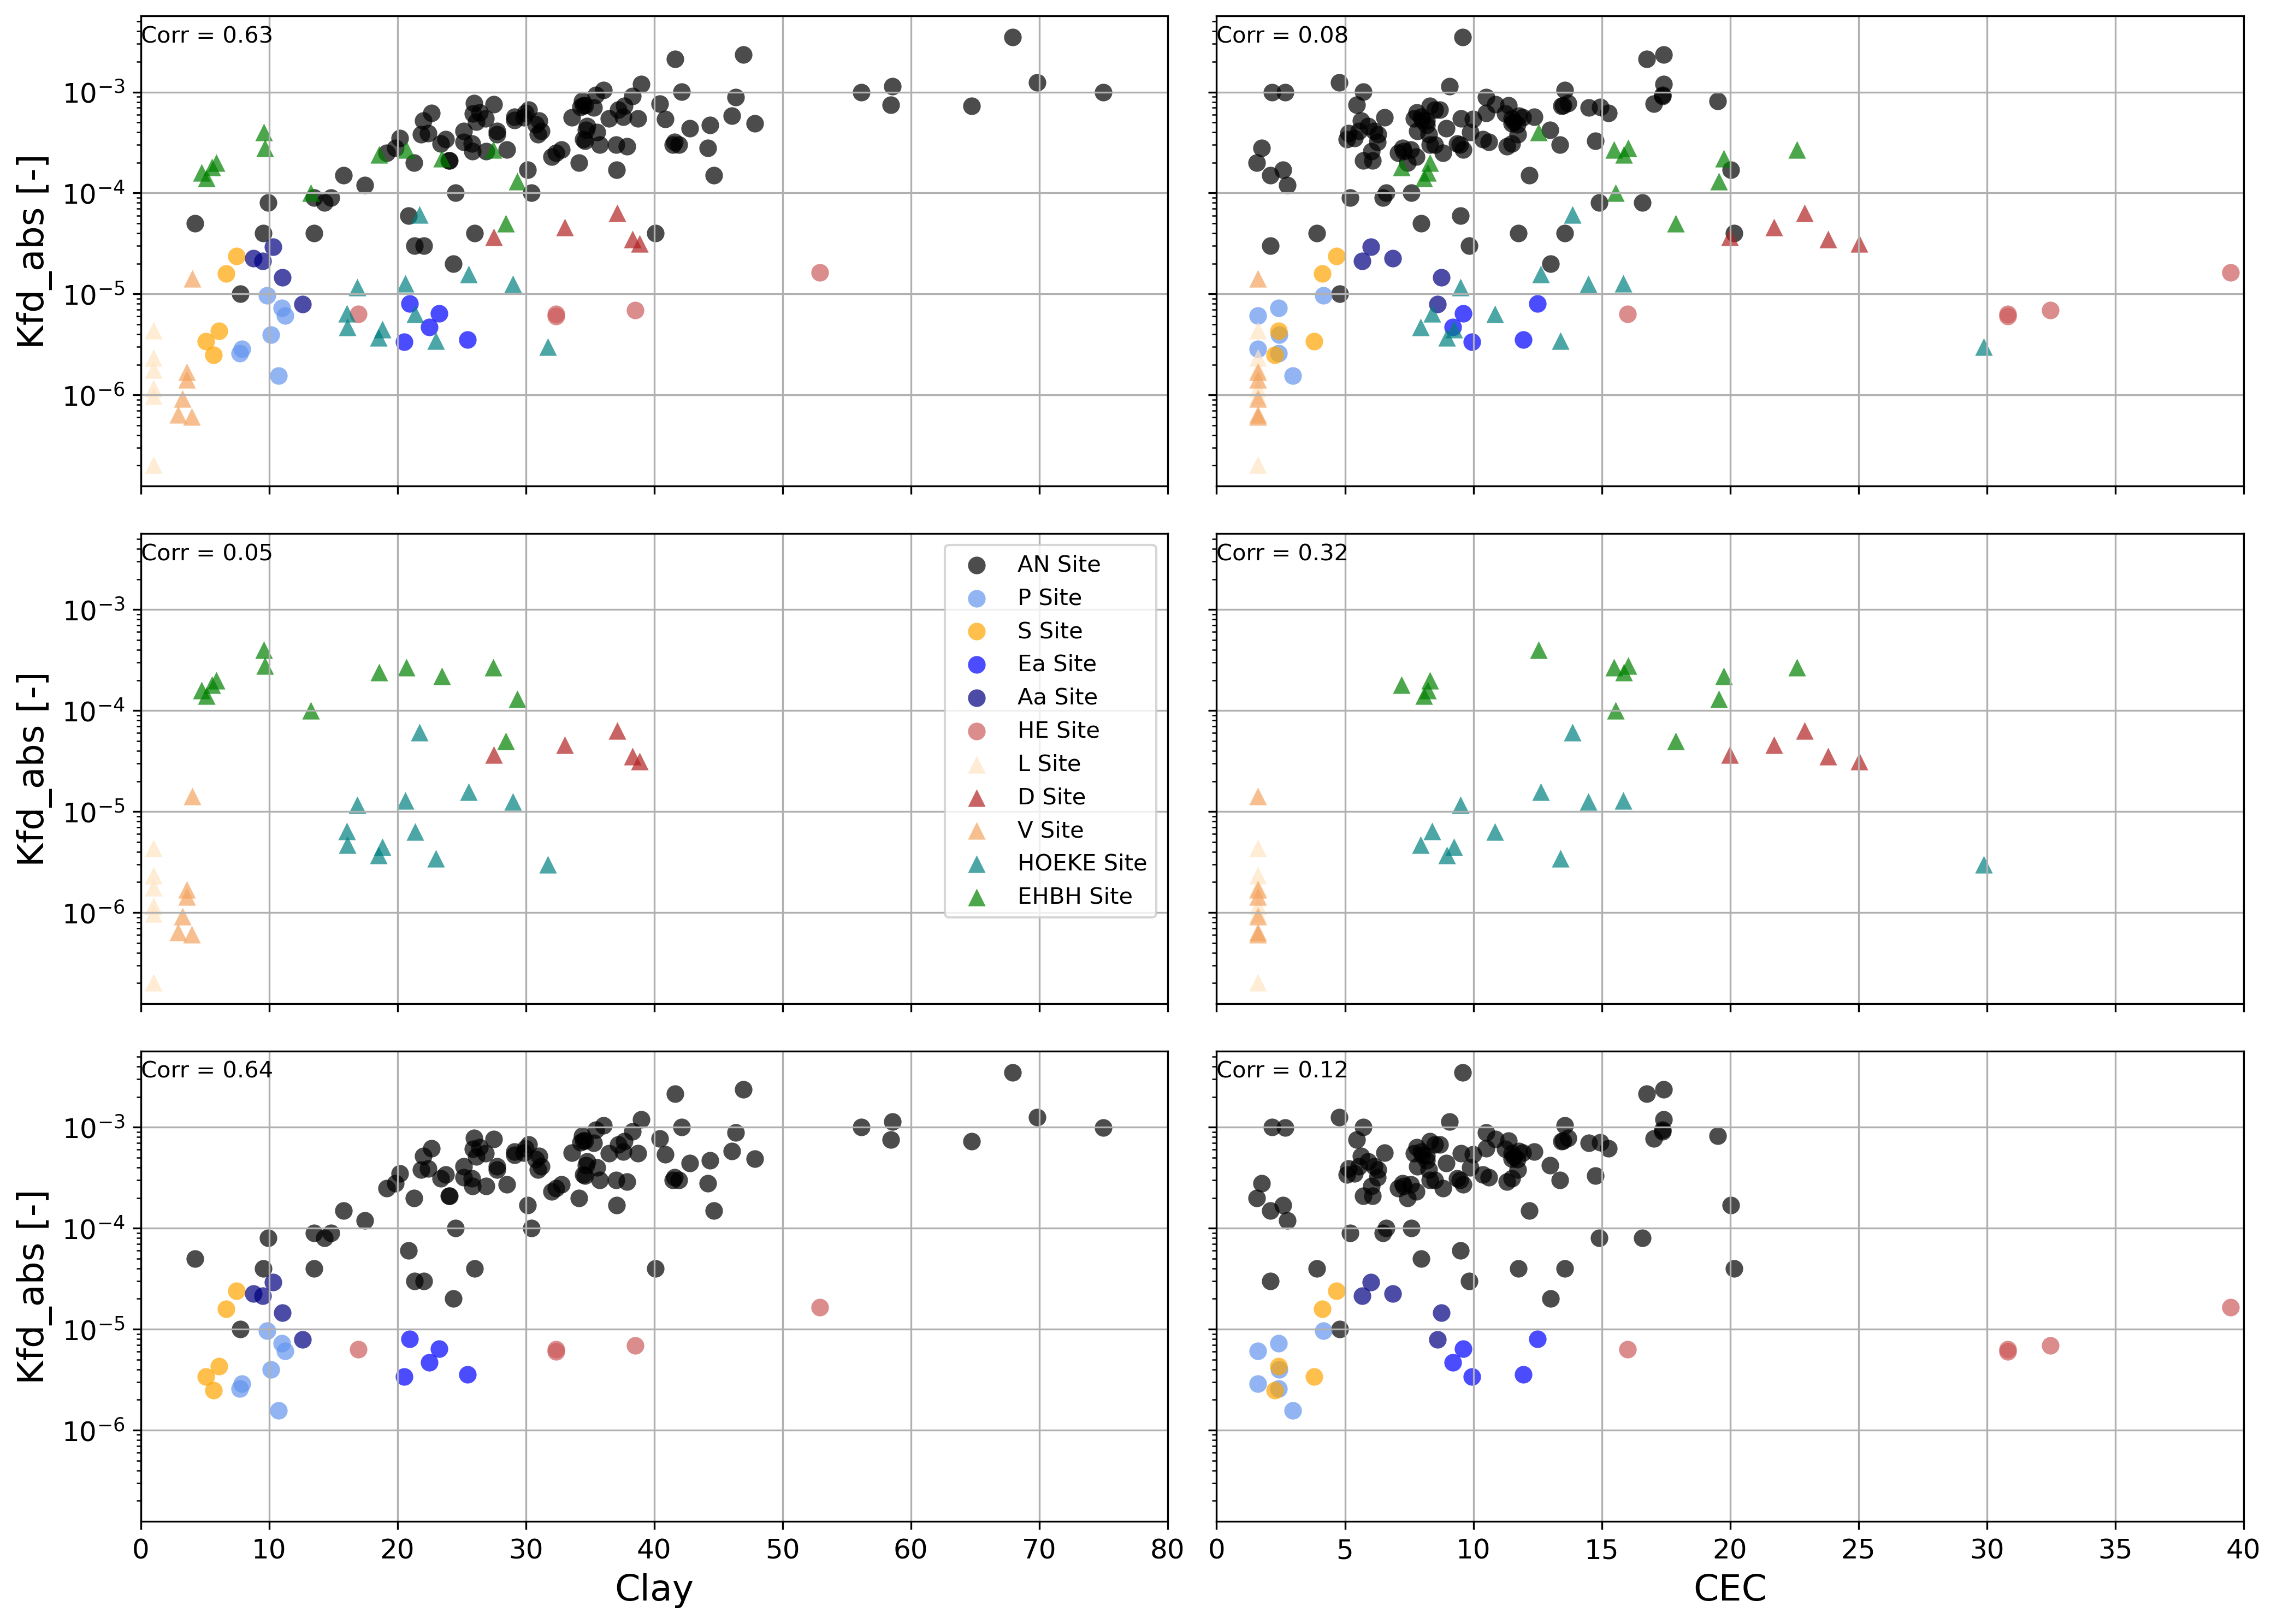 Corr = 0.63
Corr = 0.08
10⁻³
10⁻⁴
10⁻⁵
10⁻⁶
Kfd_abs [-]
Corr = 0.05
Corr = 0.32
10⁻³
10⁻⁴
10⁻⁵
10⁻⁶
Kfd_abs [-]
AN Site
P Site
S Site
Ea Site
Aa Site
HE Site
L Site
D Site
V Site
HOEKE Site
EHBH Site
Corr = 0.64
Corr = 0.12
10⁻³
10⁻⁴
10⁻⁵
10⁻⁶
Kfd_abs [-]
0 10 20 30 40 50 60 70 80
0 5 10 15 20 25 30 35 40
Clay
CEC